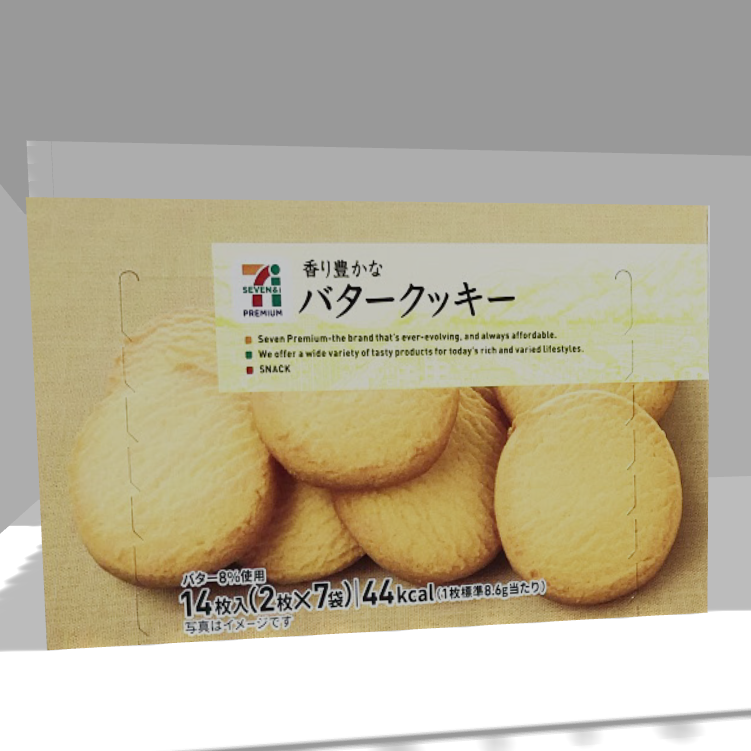 SEVEN&i
PREMIUM
香り豊かな
バタークッキー
Seven Premium-the brand that's ever-evolving, and always affordable.
We offer a wide variety of tasty products for today's rich and varied lifestyles.
SNACK
バター8%使用
14枚入(2枚×7袋) 44kcal(1枚標準8.6g当たり)
写真はイメージです